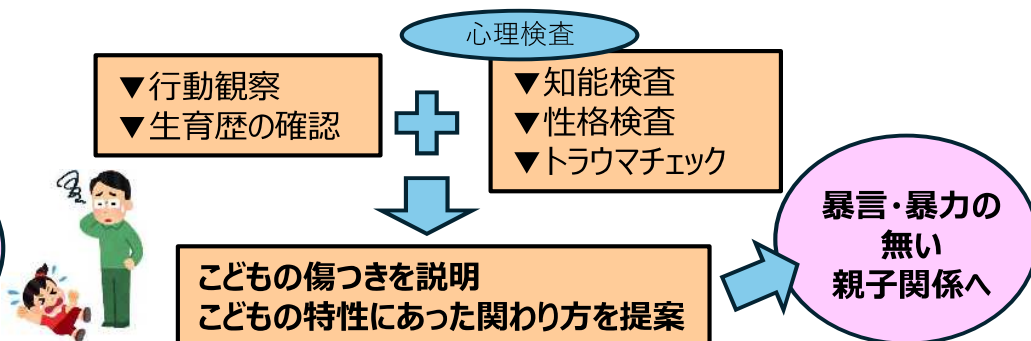 心理検査
▼行動観察
▼生育歴の確認
▼知能検査
▼性格検査
▼トラウマチェック
こどもの傷つきを説明
こどもの特性にあった関わり方を提案
暴言・暴力の
無い
親子関係へ